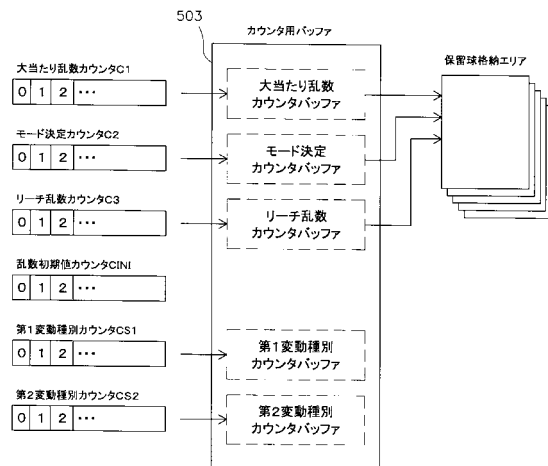 503
カウンタ用バッファ
保留球格納エリア
大当たり乱数カウンタC1
0 1 2 ・・・
大当たり乱数
カウンタバッファ
モード決定カウンタC2
0 1 2 ・・・
モード決定
カウンタバッファ
リーチ乱数カウンタC3
0 1 2 ・・・
リーチ乱数
カウンタバッファ
乱数初期値カウンタCINI
0 1 2 ・・・
第1変動種別カウンタCS1
0 1 2 ・・・
第1変動種別
カウンタバッファ
第2変動種別カウンタCS2
0 1 2 ・・・
第2変動種別
カウンタバッファ